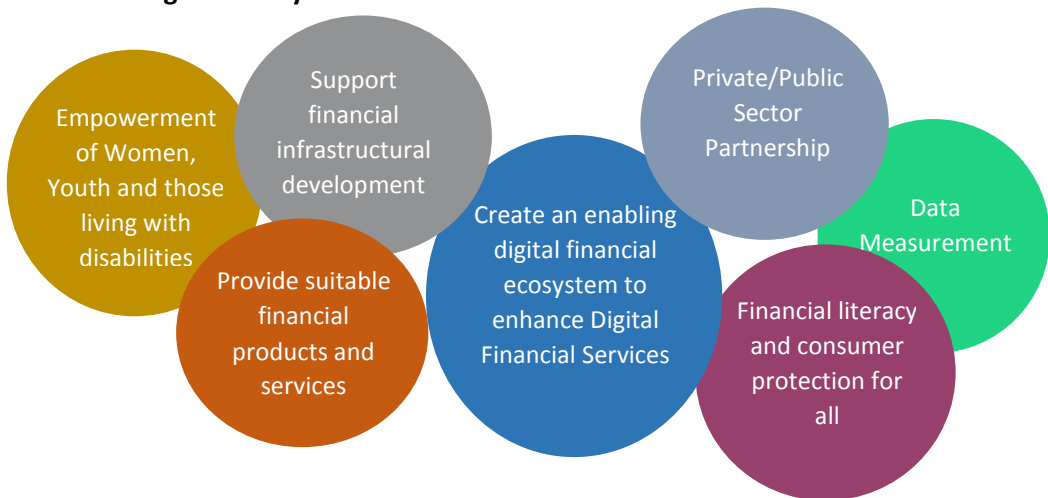 Empowerment
of Women,
Youth and those
living with
disabilities
Support
financial
infrastructural
development
Provide suitable
financial
products and
services
Create an enabling
digital financial
ecosystem to
enhance Digital
Financial Services
Private/Public
Sector
Partnership
Data
Measurement
Financial literacy
and consumer
protection for
all